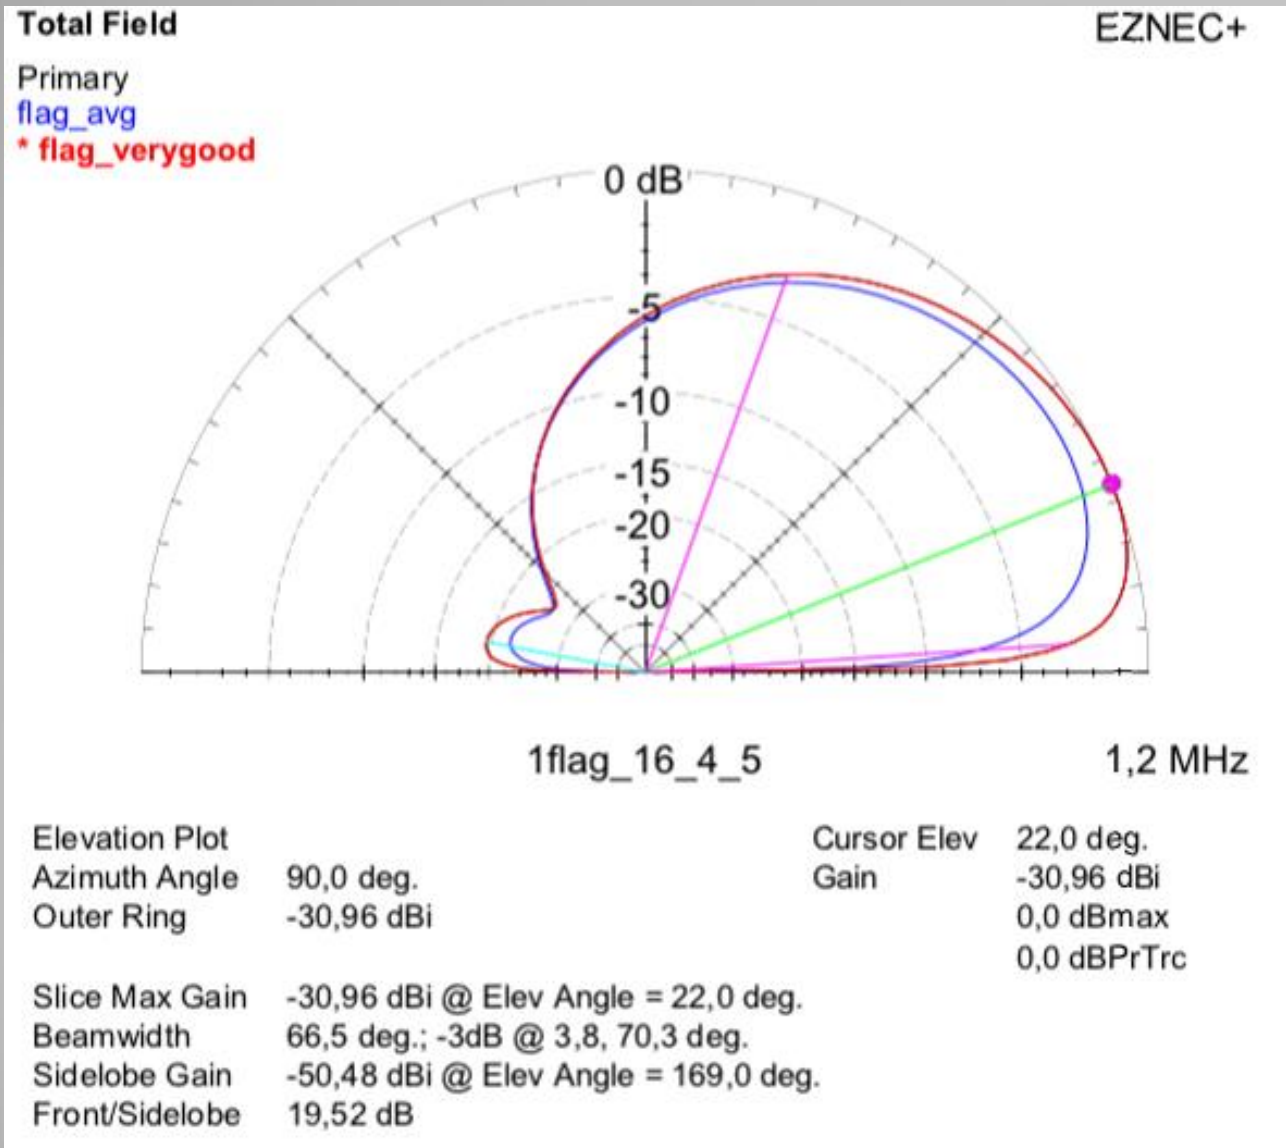 Total Field
EZNEC+
Primary
flag_avg
* flag_verygood
0 dB
-5
-10
-15
-20
-30
1flag_16_4_5
1,2 MHz
Elevation Plot
Cursor Elev 22,0 deg.
Azimuth Angle 90,0 deg.
Gain -30,96 dBi
Outer Ring -30,96 dBi
0,0 dBmax
0,0 dBPrTrc
Slice Max Gain -30,96 dBi @ Elev Angle = 22,0 deg.
Beamwidth 66,5 deg.; -3dB @ 3,8, 70,3 deg.
Sidelobe Gain -50,48 dBi @ Elev Angle = 169,0 deg.
Front/Sidelobe 19,52 dB